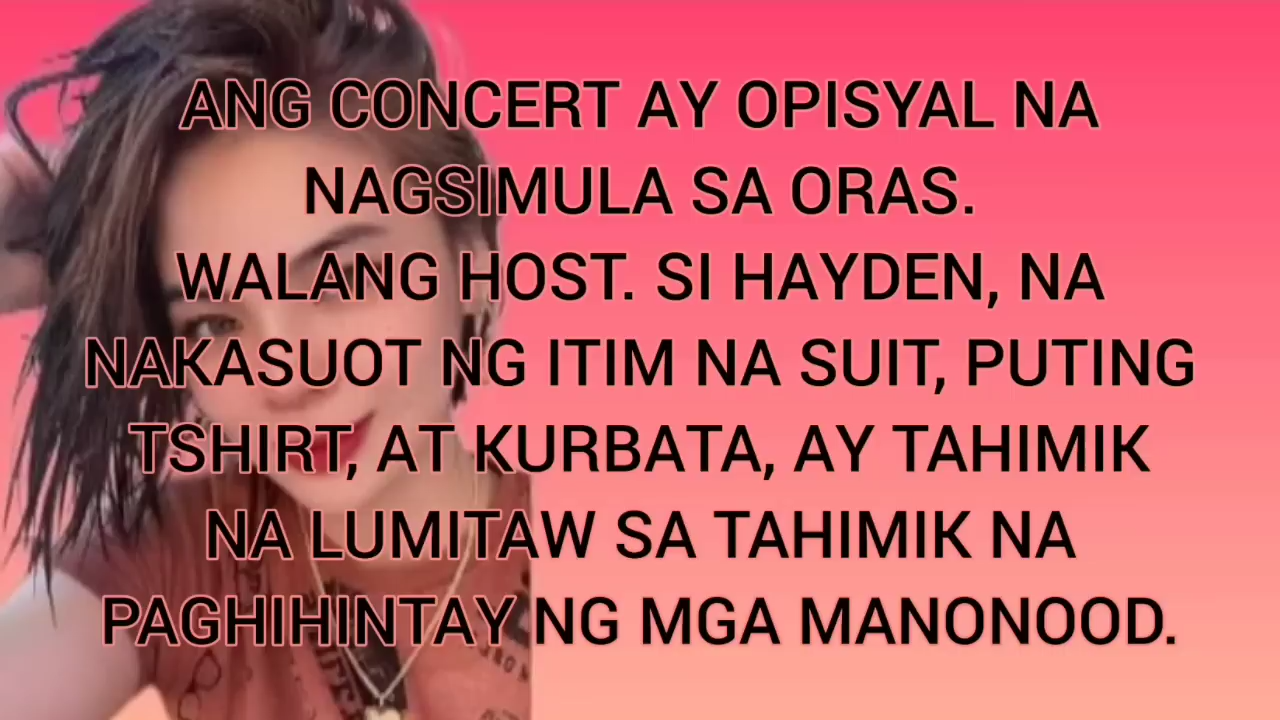 ANG CONCERT AY OPISYAL NA
NAGSIMULA SA ORAS.
WALANG HOST. SI HAYDEN, NA
NAKASUOT NG ITIM NA SUIT, PUTING
TSHIRT, AT KURBATA, AY TAHIMIK
NA LUMITAW SA TAHIMIK NA
PAGHIHINTAY NG MGA MANONOOD.